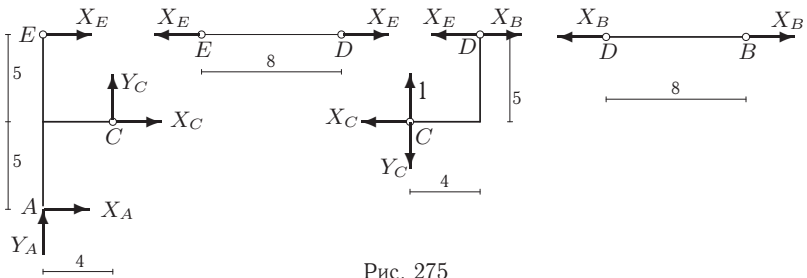 E X_E X_E E D X_E X_E D X_B X_B D B X_B
5 Y_C 8 1 5 8
C X_C X_C C
5 Y_C
A X_A 4
Y_A
4
Рис. 275